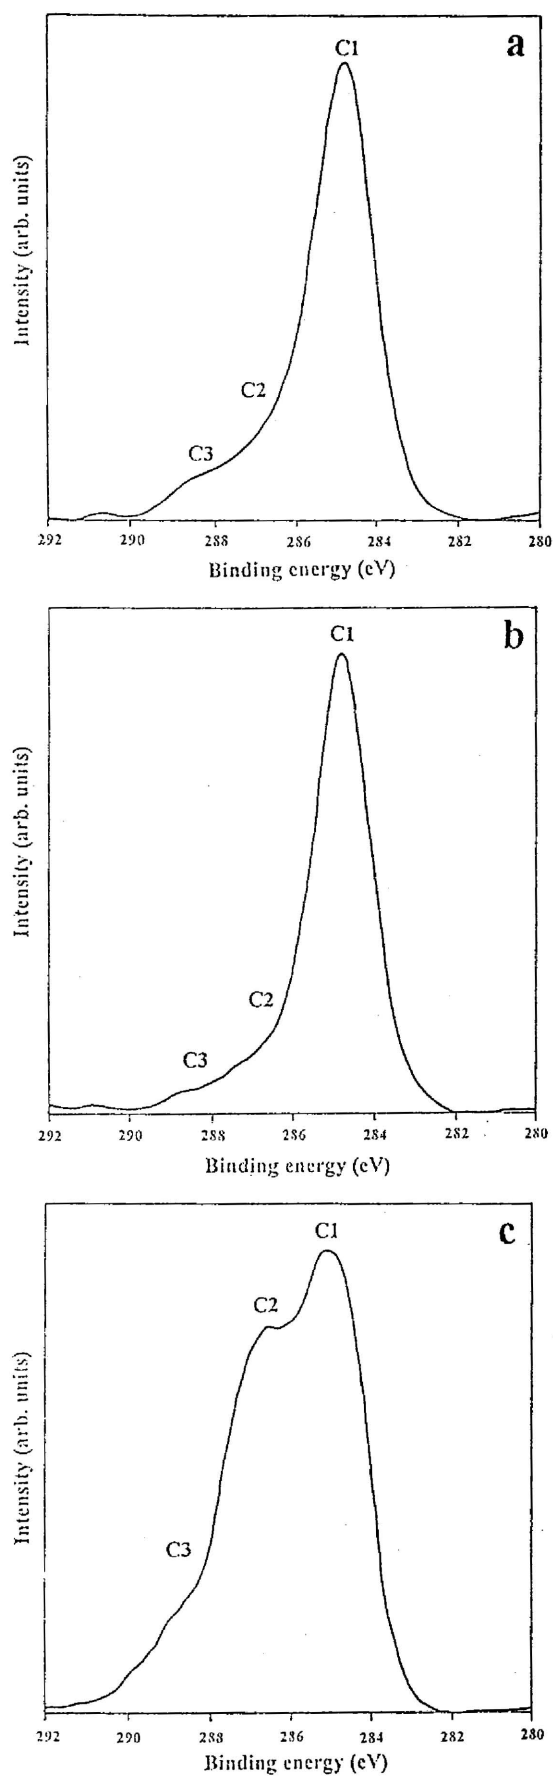 a
C1
C2
C3
Intensity (arb. units)
292 290 288 286 284 282 280
Binding energy (eV)
b
C1
C2
C3
Intensity (arb. units)
292 290 288 286 284 282 280
Binding energy (eV)
c
C1
C2
C3
Intensity (arb. units)
292 290 288 286 284 282 280
Binding energy (eV)